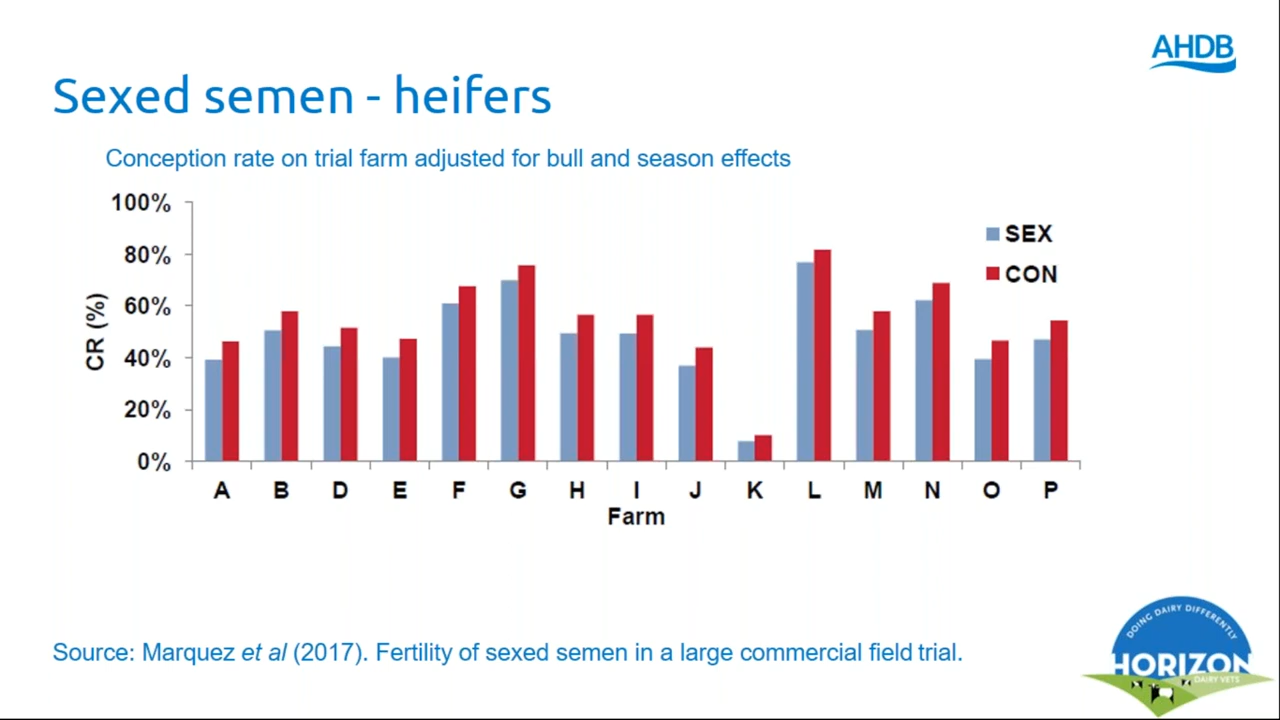 AHDB
Sexed semen - heifers
Conception rate on trial farm adjusted for bull and season effects
100%
80%
60%
40%
20%
0%
CR (%)
SEX
CON
A B D E F G H I J K L M N O P
Farm
Source: Marquez et al (2017). Fertility of sexed semen in a large commercial field trial.
DOING DAIRY DIFFERENTLY
HORIZON
DAIRY VETS